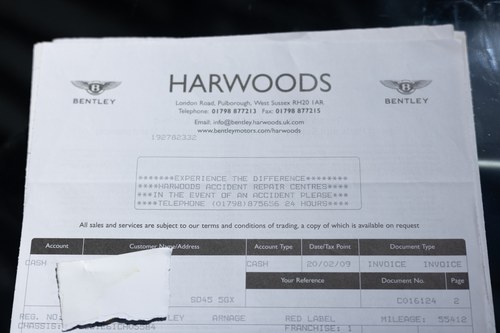 HARWOODS
BENTLEY
BENTLEY
London Road, Pulborough, West Sussex RH20 1AR
Telephone: 01798 877213 Fax: 01798 877215
Email: info@bentley.harwoods.uk.com
www.bentleymotors.com/harwoods
192782332
*******EXPERIENCE THE DIFFERENCE********
****HARWOODS ACCIDENT REPAIR CENTRES****
***IN THE EVENT OF AN ACCIDENT PLEASE***
****TELEPHONE (01798)875656 24 HOURS****
All sales and services are subject to our terms and conditions of trading, a copy of which is available on request
Account Customer Name/Address Account Type Date/Tax Point Document Type
CASH CASH 20/02/09 INVOICE INVOICE
Your Reference Document No. Page
GO45 SGX C016124 2
REG. NO. ARNAGE RED LABEL MILEAGE: 55412
CHASSIS FRANCHISE: 1